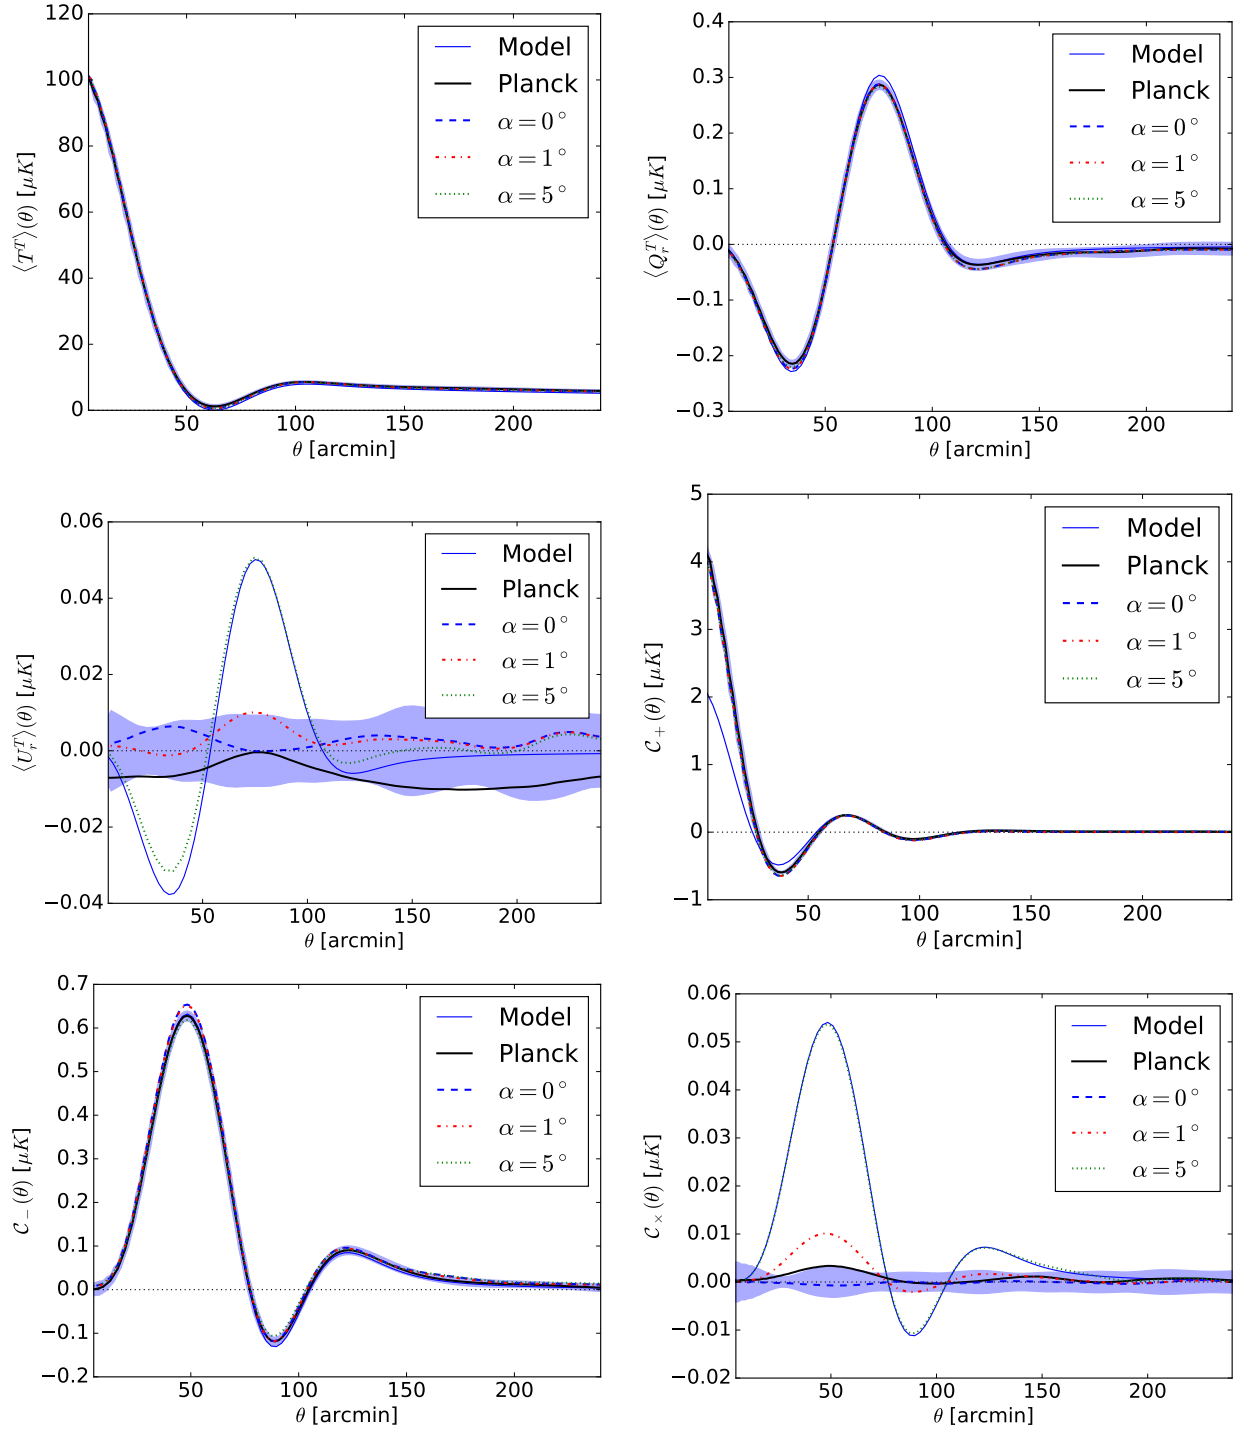 120
100
80
60
40
20
0
50 100 150 200
θ [arcmin]
⟨T^T⟩(θ) [μK]
Model
Planck
α = 0°
α = 1°
α = 5°
0.4
0.3
0.2
0.1
0.0
−0.1
−0.2
−0.3
50 100 150 200
θ [arcmin]
⟨Q_r^T⟩(θ) [μK]
Model
Planck
α = 0°
α = 1°
α = 5°
0.06
0.04
0.02
0.00
−0.02
−0.04
50 100 150 200
θ [arcmin]
⟨U_r^T⟩(θ) [μK]
Model
Planck
α = 0°
α = 1°
α = 5°
5
4
3
2
1
0
−1
50 100 150 200
θ [arcmin]
C₊(θ) [μK]
Model
Planck
α = 0°
α = 1°
α = 5°
0.7
0.6
0.5
0.4
0.3
0.2
0.1
0.0
−0.1
−0.2
50 100 150 200
θ [arcmin]
C₋(θ) [μK]
Model
Planck
α = 0°
α = 1°
α = 5°
0.06
0.05
0.04
0.03
0.02
0.01
0.00
−0.01
−0.02
50 100 150 200
θ [arcmin]
C_×(θ) [μK]
Model
Planck
α = 0°
α = 1°
α = 5°